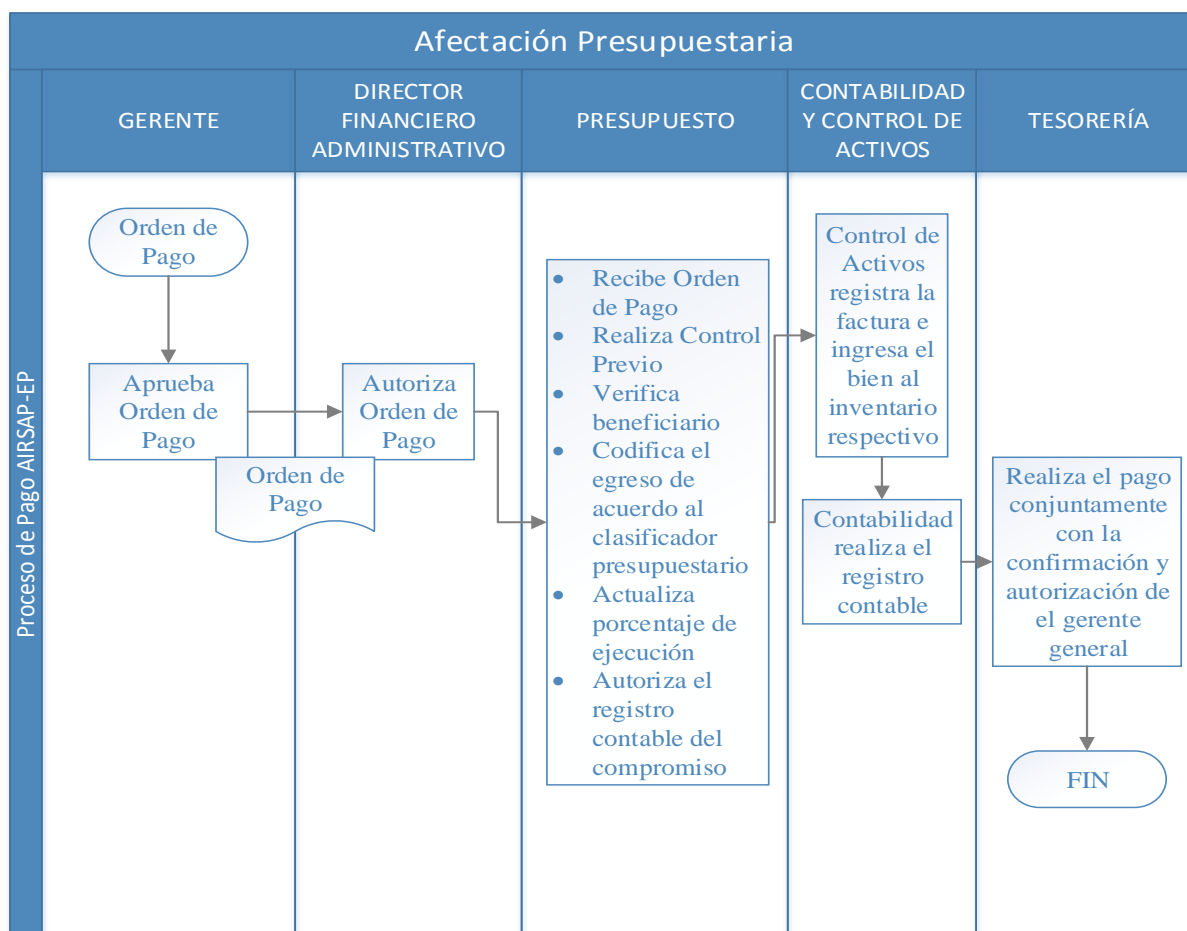 Afectación Presupuestaria
Proceso de Pago AIRSAP-EP
GERENTE
DIRECTOR
FINANCIERO
ADMINISTRATIVO
PRESUPUESTO
CONTABILIDAD
Y CONTROL DE
ACTIVOS
TESORERÍA
Orden de
Pago
Aprueba
Orden de
Pago
Orden de
Pago
Autoriza
Orden de
Pago
• Recibe Orden
de Pago
• Realiza Control
Previo
• Verifica
beneficiario
• Codifica el
egreso de
acuerdo al
clasificador
presupuestario
• Actualiza
porcentaje de
ejecución
• Autoriza el
registro
contable del
compromiso
Control de
Activos
registra la
factura e
ingresa el
bien al
inventario
respectivo
Contabilidad
realiza el
registro
contable
Realiza el pago
conjuntamente
con la
confirmación y
autorización de
el gerente
general
FIN